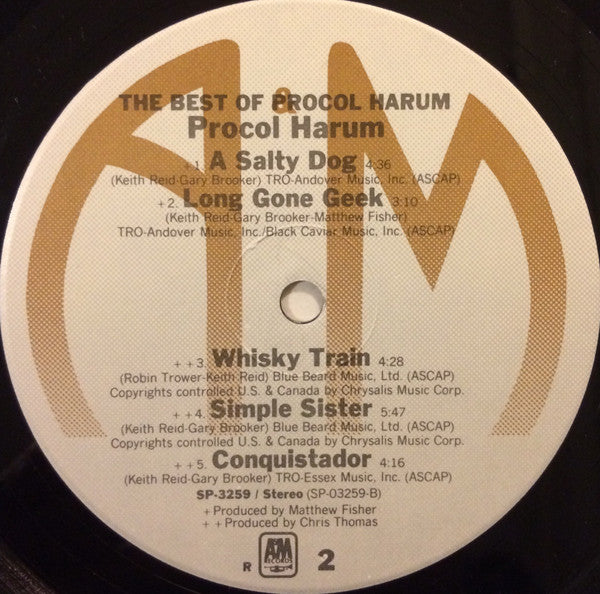 A&M
THE BEST OF PROCOL HARUM
Procol Harum
+1. A Salty Dog 4:36
(Keith Reid-Gary Brooker) TRO-Andover Music, Inc. (ASCAP)
+2. Long Gone Geek 3:10
(Keith Reid-Gary Brooker-Matthew Fisher)
TRO-Andover Music, Inc./Black Caviar Music, Inc. (ASCAP)
++3. Whisky Train 4:28
(Robin Trower-Keith Reid) Blue Beard Music, Ltd. (ASCAP)
Copyrights controlled U.S. & Canada by Chrysalis Music Corp.
++4. Simple Sister 5:47
(Keith Reid-Gary Brooker) Blue Beard Music, Ltd. (ASCAP)
Copyrights controlled U.S. & Canada by Chrysalis Music Corp.
++5. Conquistador 4:16
(Keith Reid-Gary Brooker) TRO-Essex Music, Inc. (ASCAP)
SP-3259 / Stereo (SP-03259-B)
+Produced by Matthew Fisher
++Produced by Chris Thomas
R A&M RECORDS 2